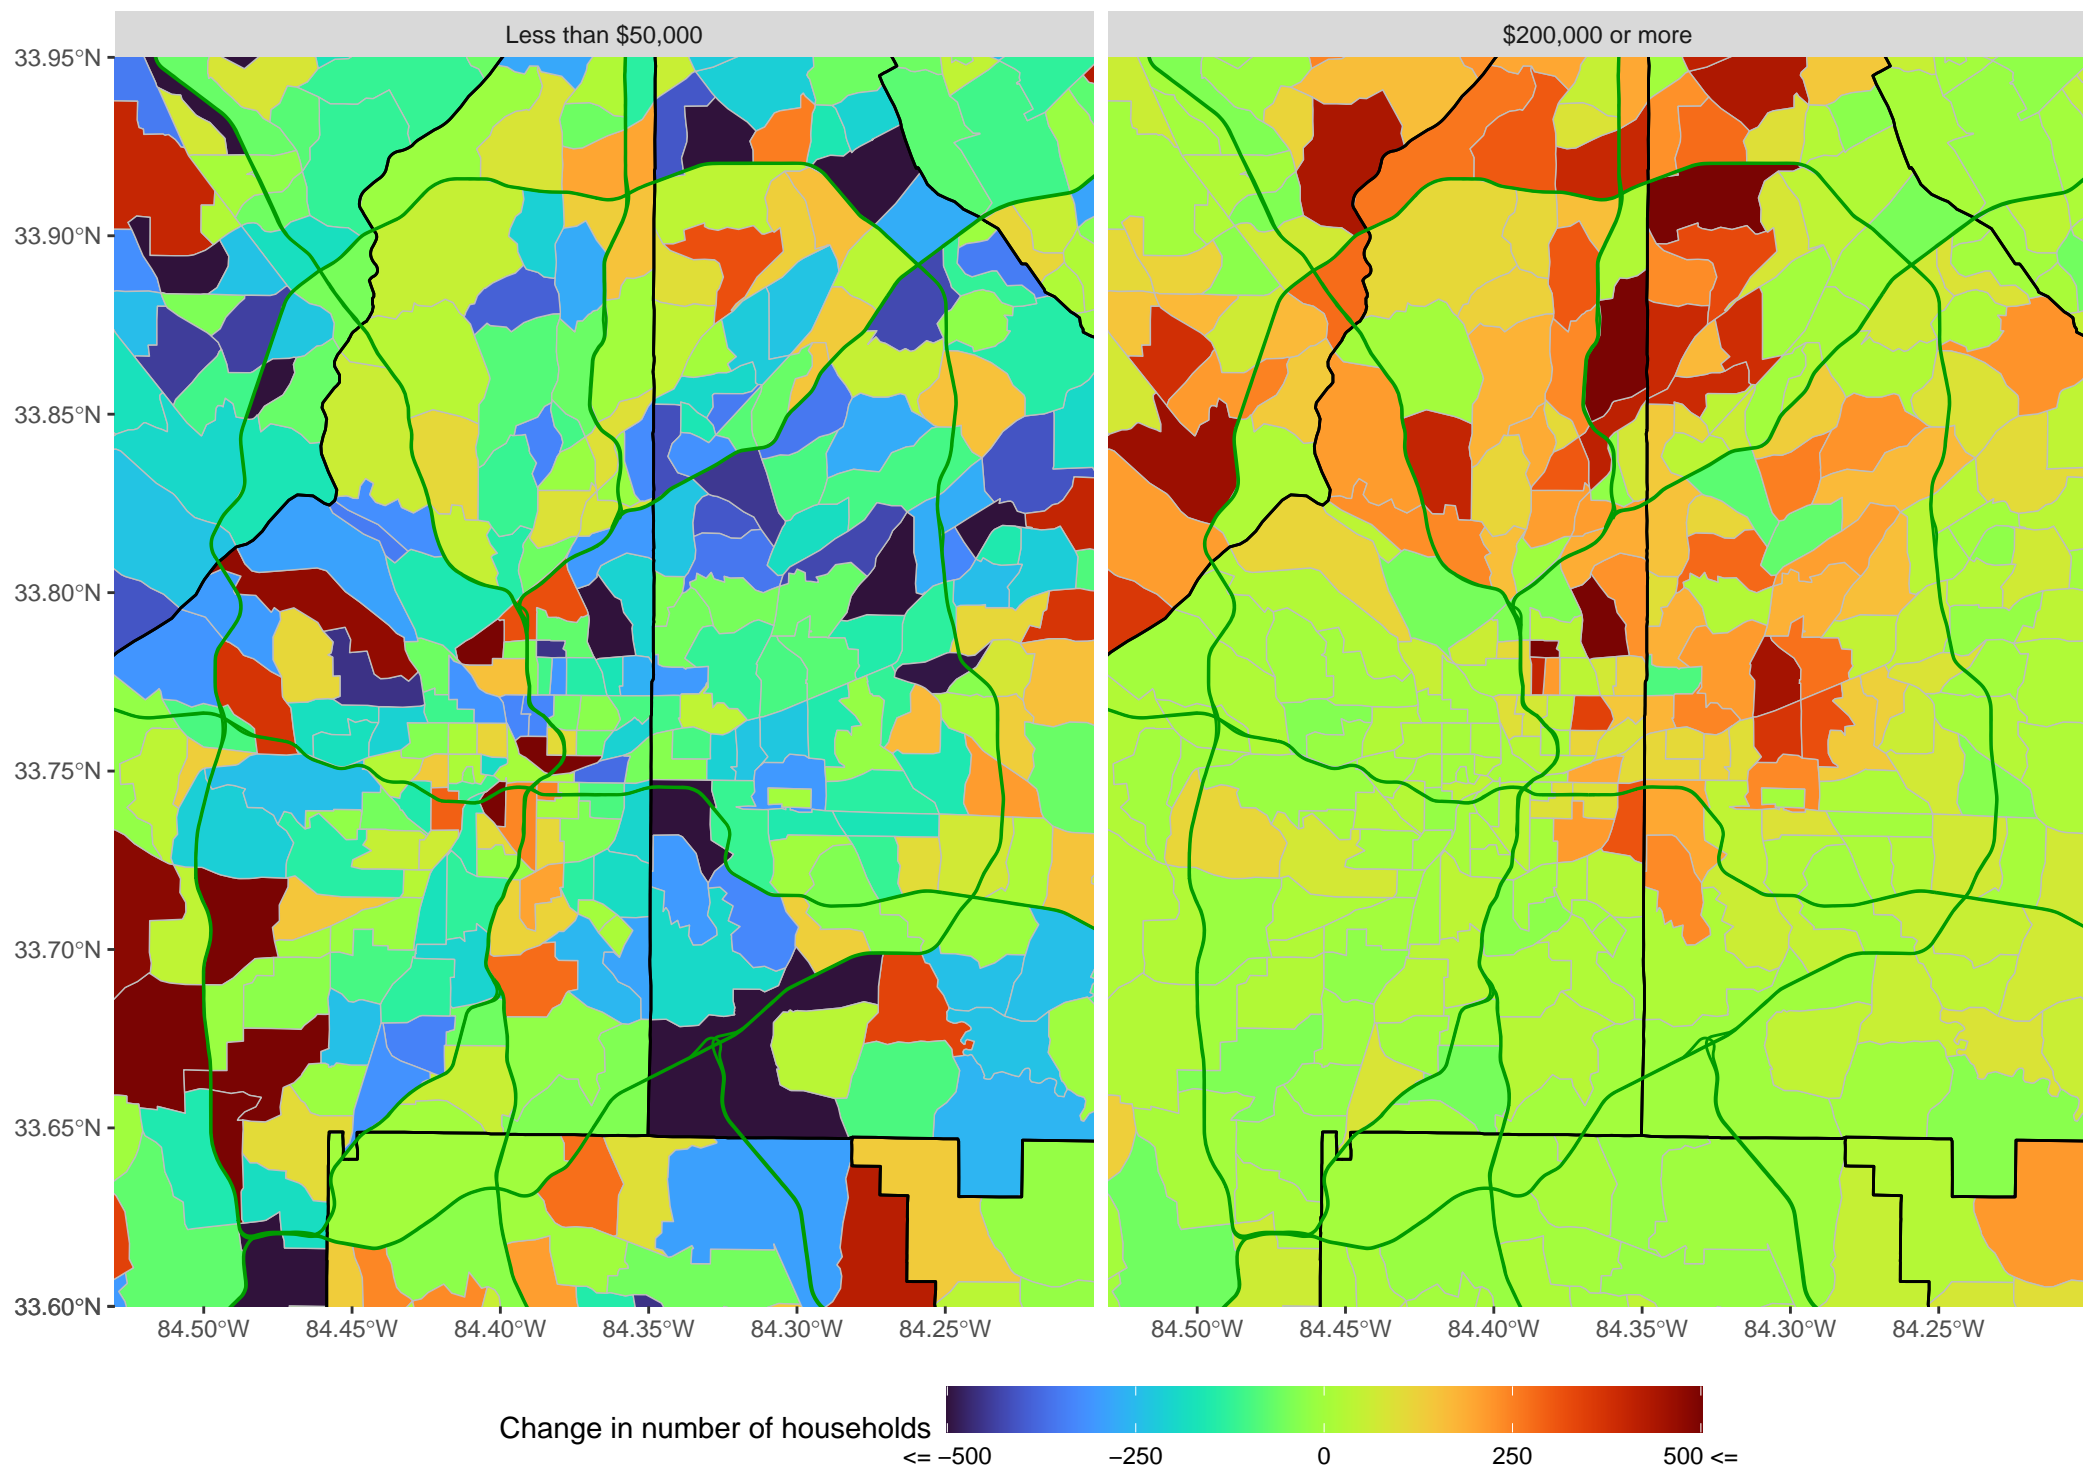 Less than $50,000
$200,000 or more
33.95°N
33.90°N
33.85°N
33.80°N
33.75°N
33.70°N
33.65°N
33.60°N
84.50°W 84.45°W 84.40°W 84.35°W 84.30°W 84.25°W
84.50°W 84.45°W 84.40°W 84.35°W 84.30°W 84.25°W
Change in number of households
<= −500 −250 0 250 500 <=